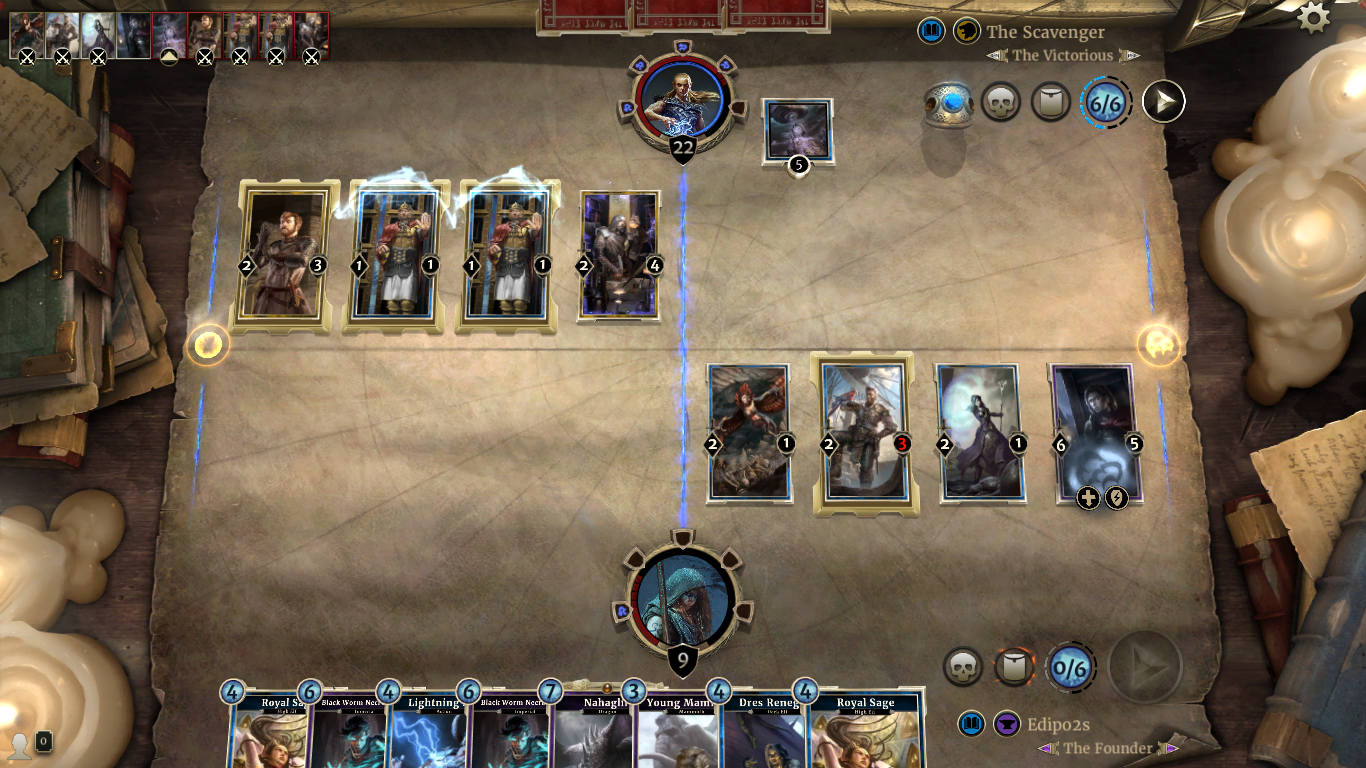 The Scavenger
The Victorious
6/6
22
5
2 3
1 1
1 1
2 4
2 1
2 3
2 1
6 5
9
0/6
4 6 4 6 7 3 4 4
Royal Sa
Black Worm Necr
Lightning
Black Worm Necr
Nahagli
Young Mam
Dres Reneg
Royal Sage
High Elf
Edipo2s
The Founder
0